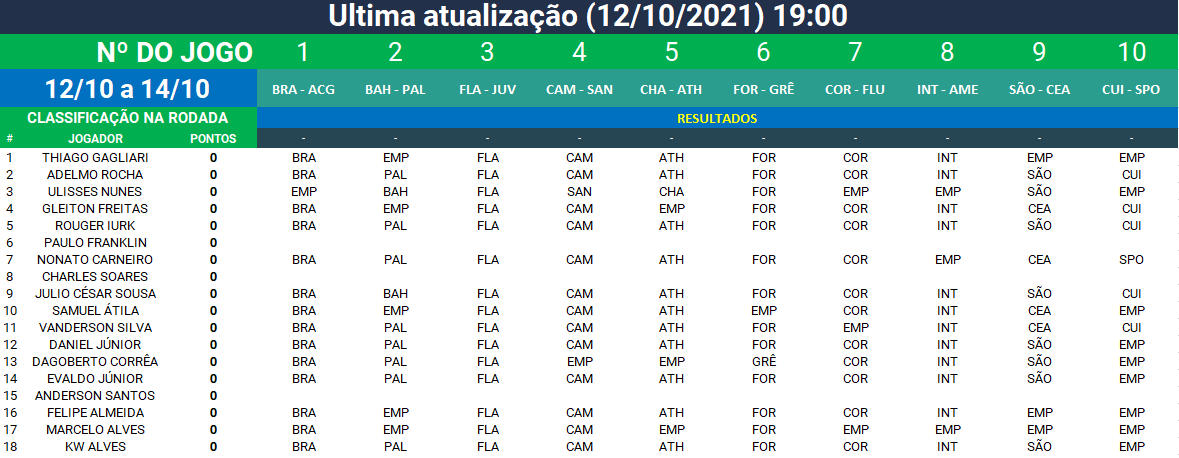 Ultima atualização (12/10/2021) 19:00
Nº DO JOGO 1 2 3 4 5 6 7 8 9 10
12/10 a 14/10 BRA - ACG BAH - PAL FLA - JUV CAM - SAN CHA - ATH FOR - GRÊ COR - FLU INT - AME SÃO - CEA CUI - SPO
CLASSIFICAÇÃO NA RODADA RESULTADOS
# JOGADOR PONTOS - - - - - - - - - -
1 THIAGO GAGLIARI 0 BRA EMP FLA CAM ATH FOR COR INT EMP EMP
2 ADELMO ROCHA 0 BRA PAL FLA CAM ATH FOR COR INT SÃO CUI
3 ULISSES NUNES 0 EMP BAH FLA SAN CHA FOR EMP EMP SÃO EMP
4 GLEITON FREITAS 0 BRA EMP FLA CAM EMP FOR COR INT CEA CUI
5 ROUGER IURK 0 BRA PAL FLA CAM ATH FOR COR INT SÃO CUI
6 PAULO FRANKLIN 0
7 NONATO CARNEIRO 0 BRA PAL FLA CAM ATH FOR COR EMP CEA SPO
8 CHARLES SOARES 0
9 JULIO CÉSAR SOUSA 0 BRA BAH FLA CAM ATH FOR COR INT SÃO CUI
10 SAMUEL ÁTILA 0 BRA EMP FLA CAM ATH EMP COR INT CEA EMP
11 VANDERSON SILVA 0 BRA PAL FLA CAM ATH FOR EMP INT CEA CUI
12 DANIEL JÚNIOR 0 BRA PAL FLA CAM ATH FOR COR INT SÃO EMP
13 DAGOBERTO CORRÊA 0 BRA PAL FLA EMP EMP GRÊ COR INT SÃO EMP
14 EVALDO JÚNIOR 0 BRA PAL FLA CAM ATH FOR COR INT SÃO EMP
15 ANDERSON SANTOS 0
16 FELIPE ALMEIDA 0 BRA EMP FLA CAM ATH FOR COR INT EMP EMP
17 MARCELO ALVES 0 BRA EMP FLA CAM EMP FOR EMP EMP EMP EMP
18 KW ALVES 0 BRA PAL FLA CAM ATH FOR COR INT SÃO EMP